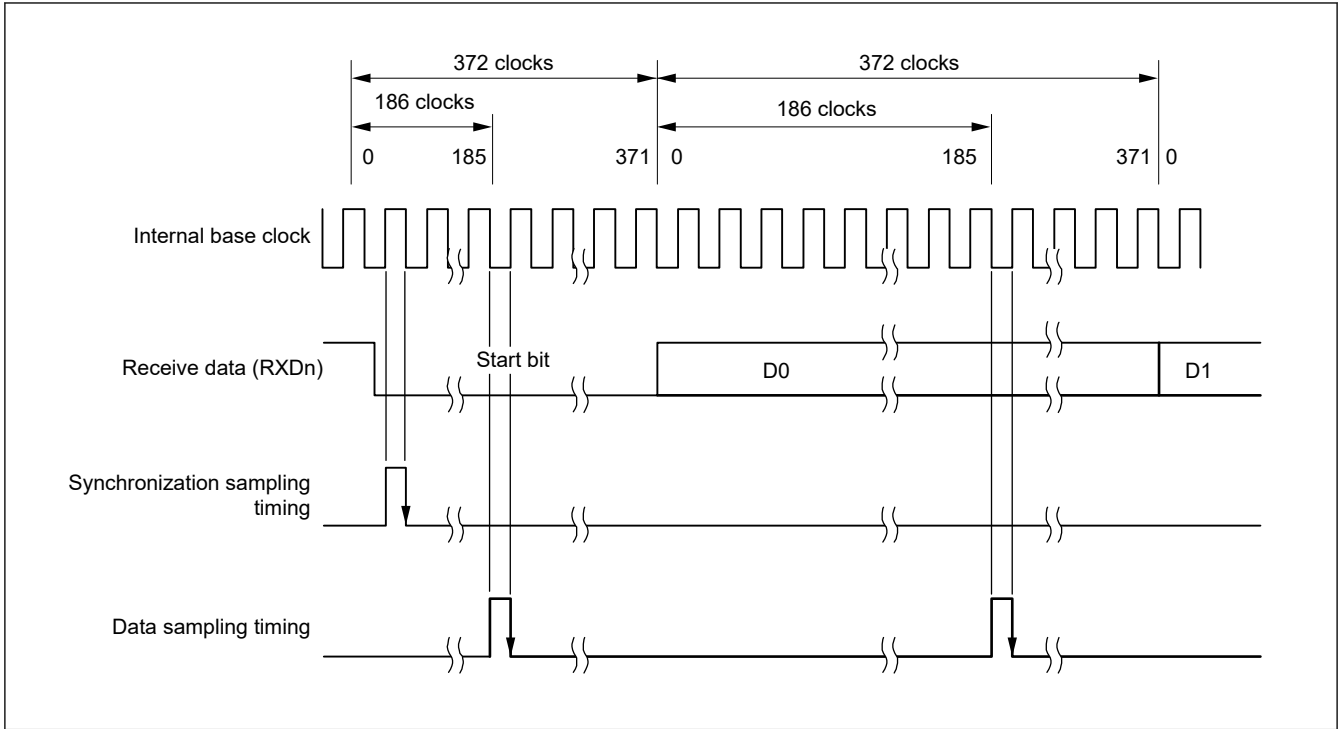 372 clocks
372 clocks
186 clocks
186 clocks
0
185
371
0
185
371
0
Internal base clock
Receive data (RXDn)
Start bit
D0
D1
Synchronization sampling
timing
Data sampling timing